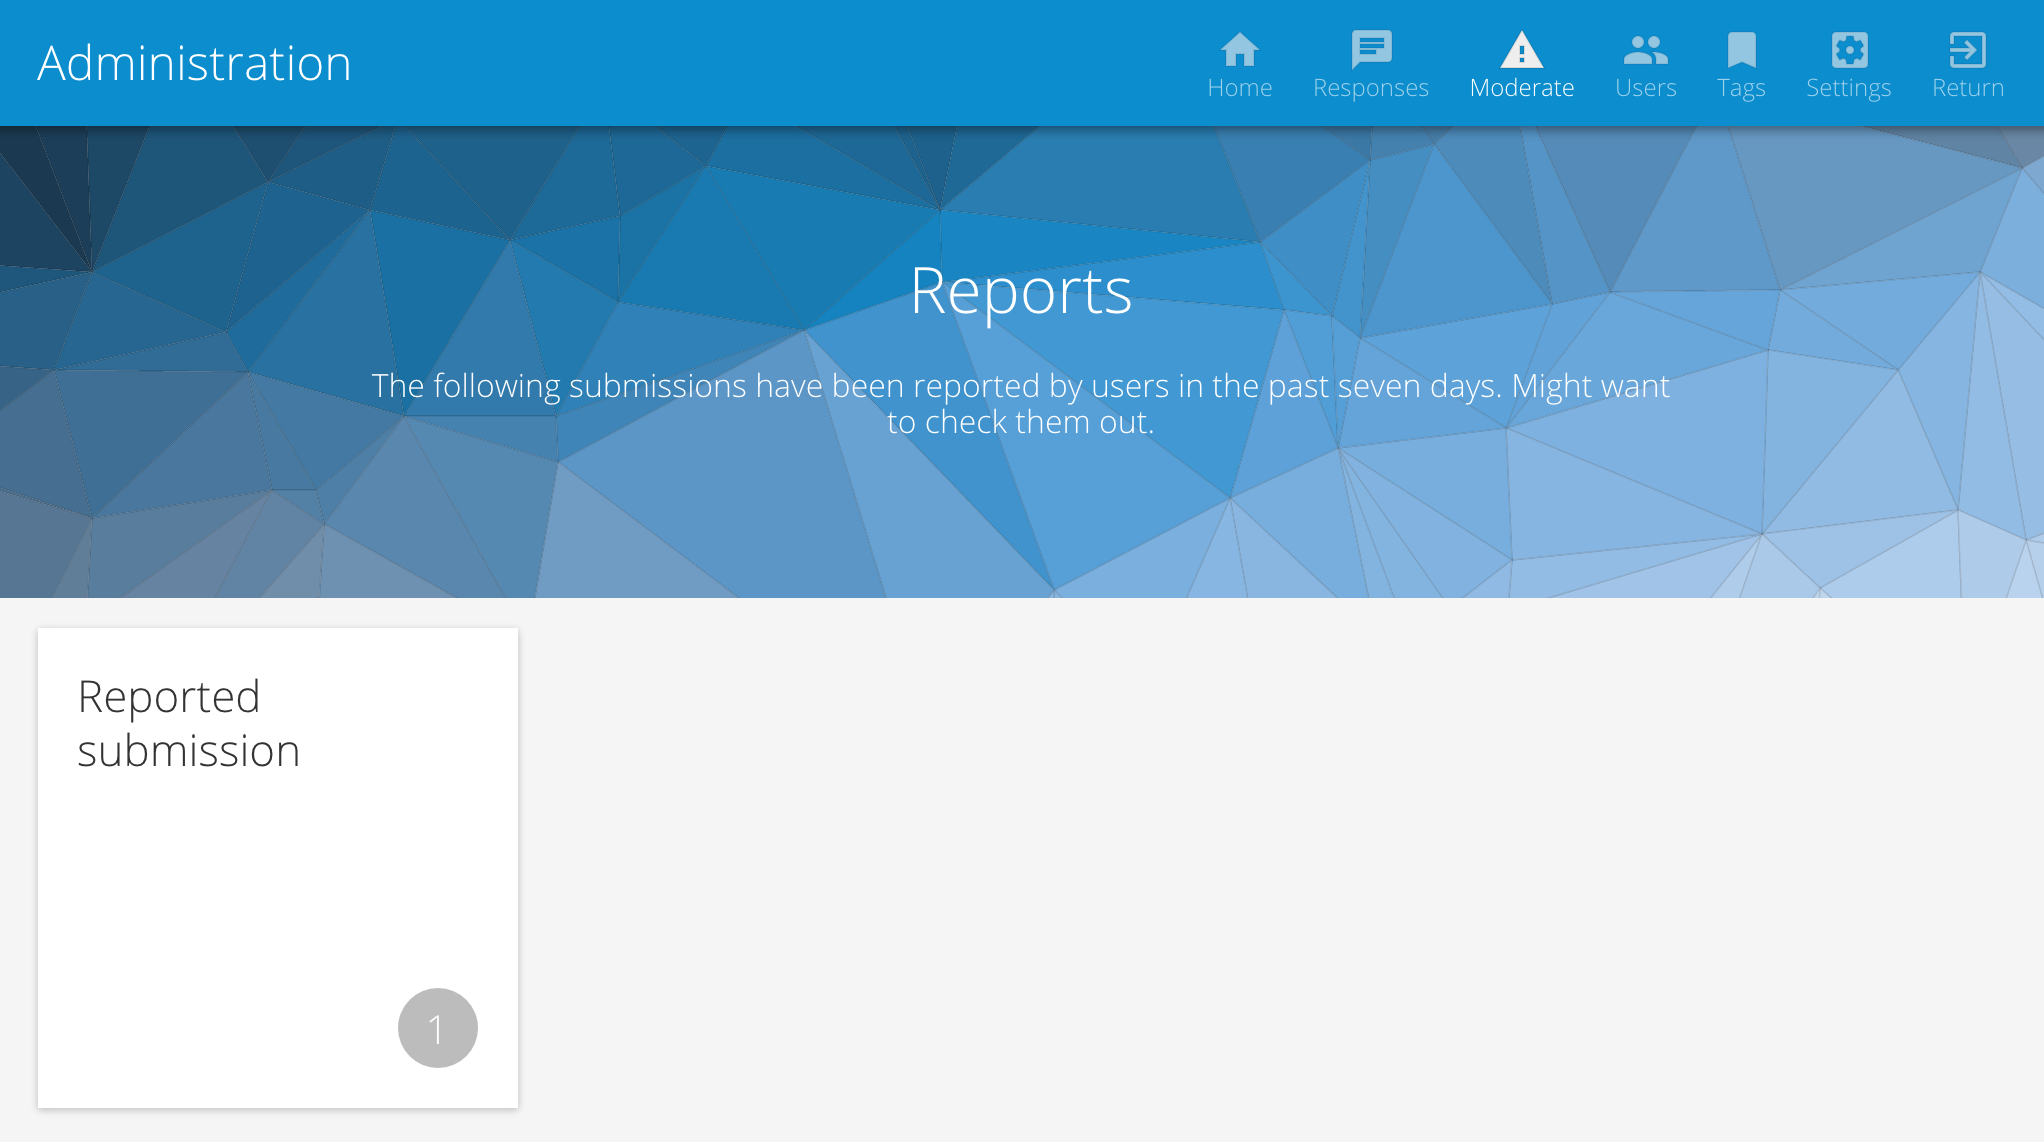 Administration
Home
Responses
Moderate
Users
Tags
Settings
Return
Reports
The following submissions have been reported by users in the past seven days. Might want
to check them out.
Reported
submission
1